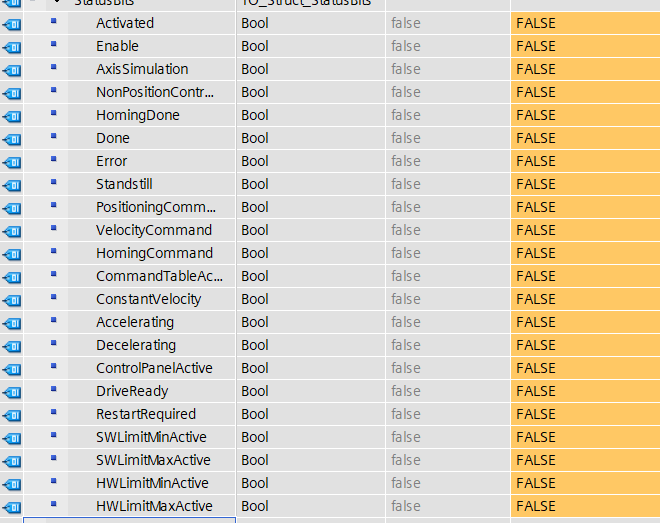 StatusBits TO_Struct_StatusBits
Activated Bool false FALSE
Enable Bool false FALSE
AxisSimulation Bool false FALSE
NonPositionContr... Bool false FALSE
HomingDone Bool false FALSE
Done Bool false FALSE
Error Bool false FALSE
Standstill Bool false FALSE
PositioningComm... Bool false FALSE
VelocityCommand Bool false FALSE
HomingCommand Bool false FALSE
CommandTableAc... Bool false FALSE
ConstantVelocity Bool false FALSE
Accelerating Bool false FALSE
Decelerating Bool false FALSE
ControlPanelActive Bool false FALSE
DriveReady Bool false FALSE
RestartRequired Bool false FALSE
SWLimitMinActive Bool false FALSE
SWLimitMaxActive Bool false FALSE
HWLimitMinActive Bool false FALSE
HWLimitMaxActive Bool false FALSE